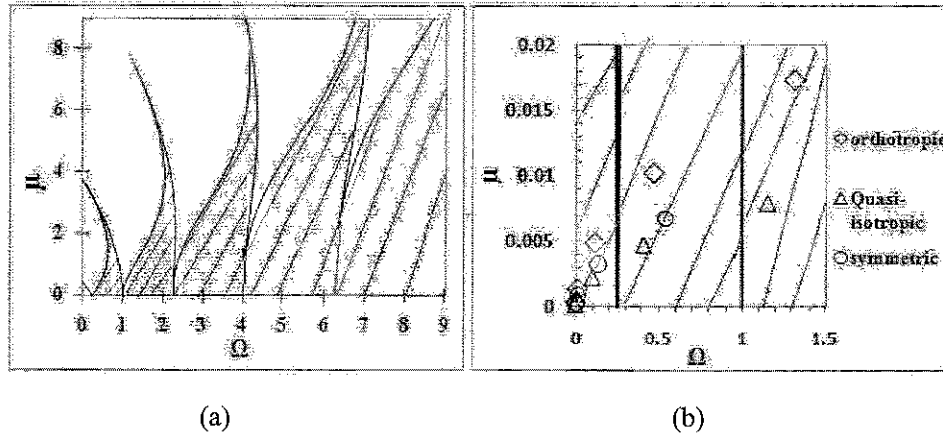 8
6
4
2
0
μ
0 1 2 3 4 5 6 7 8 9
Ω
(a)
0.02
0.015
0.01
0.005
0
μ
0 0.5 1 1.5
Ω
orthotropic
Quasi-
isotropic
symmetric
(b)